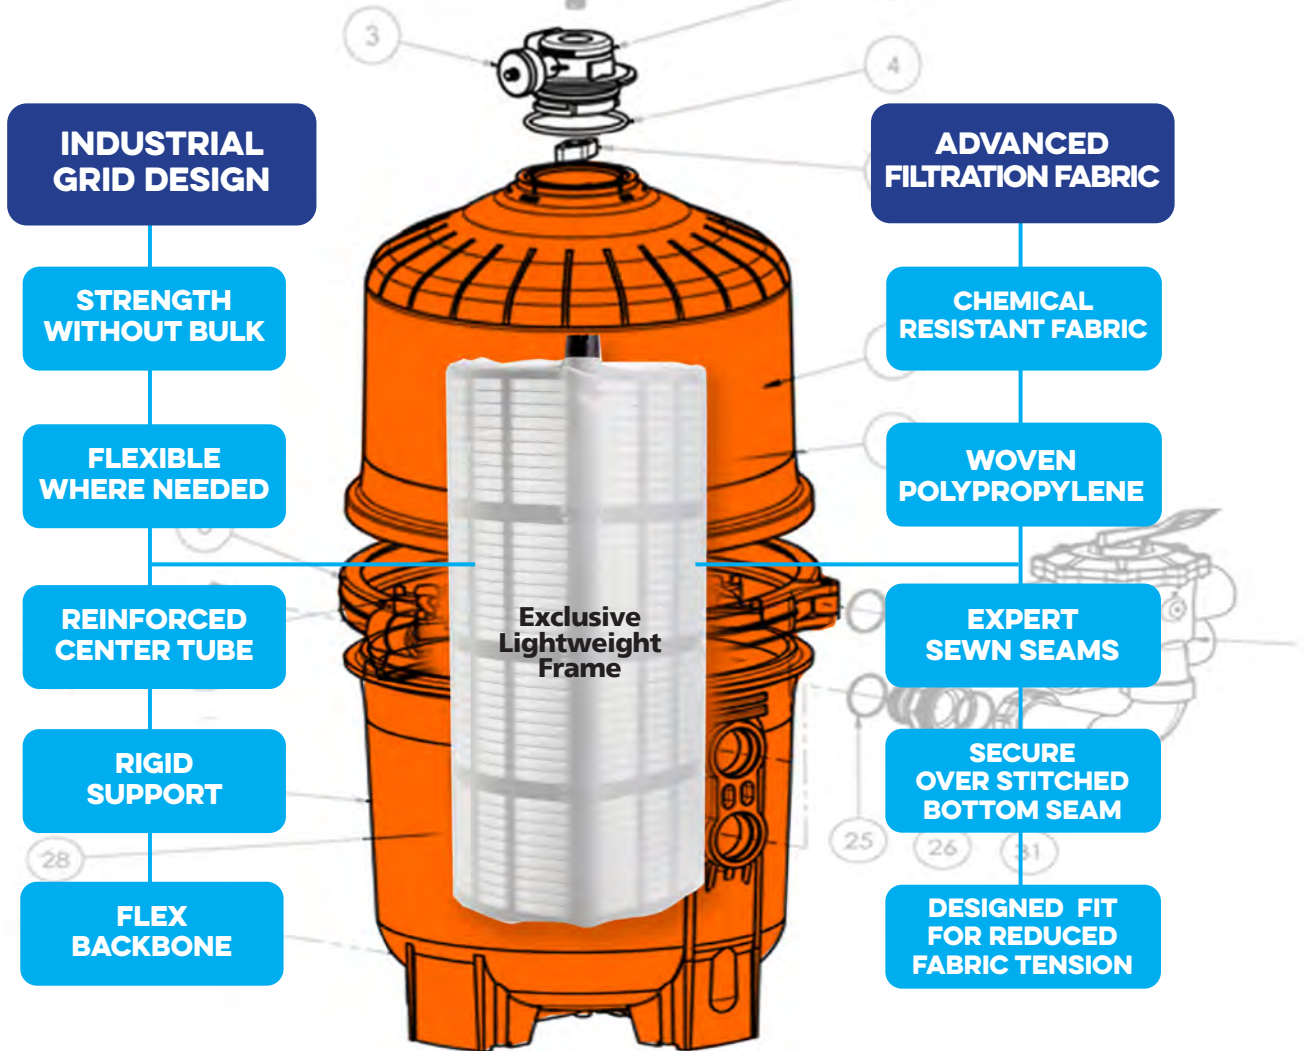 3
4
INDUSTRIAL
GRID DESIGN
ADVANCED
FILTRATION FABRIC
STRENGTH
WITHOUT BULK
CHEMICAL
RESISTANT FABRIC
FLEXIBLE
WHERE NEEDED
WOVEN
POLYPROPYLENE
Exclusive
Lightweight
Frame
REINFORCED
CENTER TUBE
EXPERT
SEWN SEAMS
RIGID
SUPPORT
SECURE
OVER STITCHED
BOTTOM SEAM
28
25
26
31
FLEX
BACKBONE
DESIGNED FIT
FOR REDUCED
FABRIC TENSION